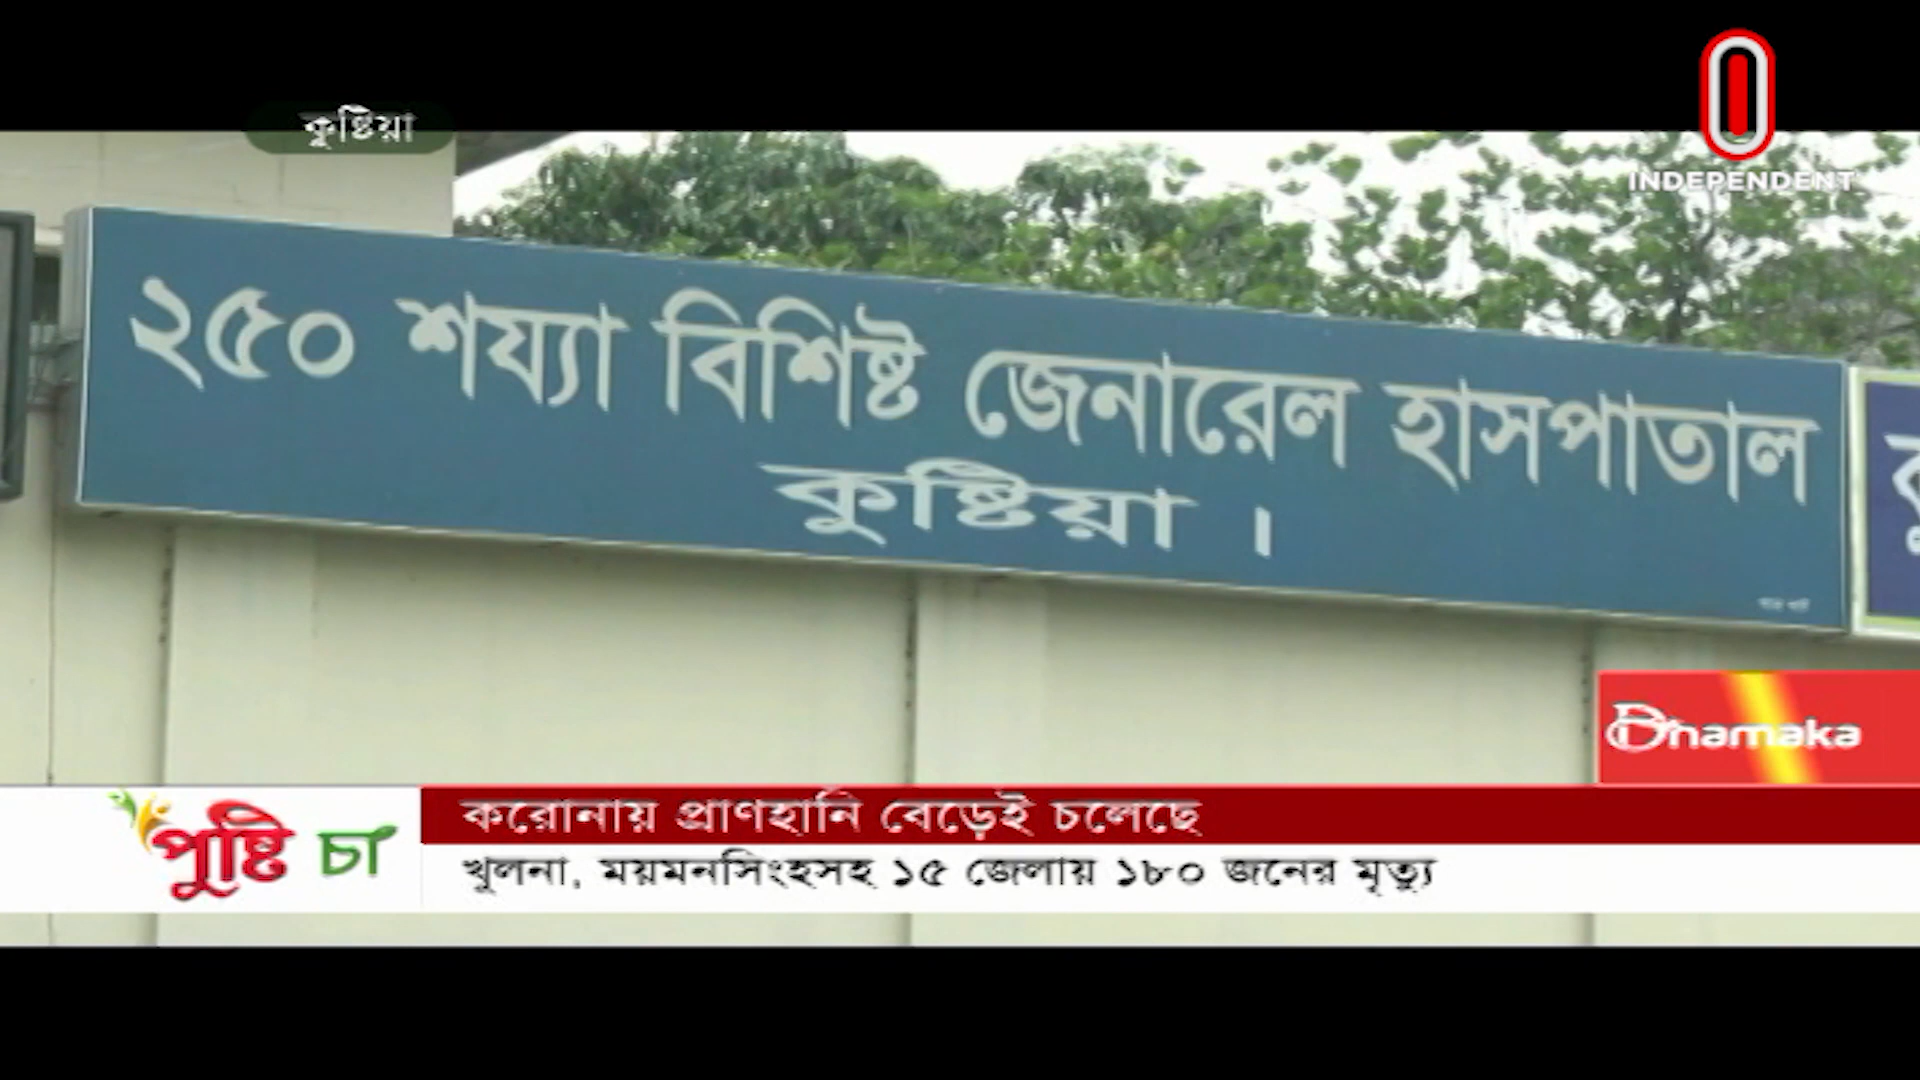 কুষ্টিয়া
INDEPENDENT
২৫০ শয্যা বিশিষ্ট জেনারেল হাসপাতাল
কুষ্টিয়া ।
Dhamaka
পুষ্টি চা
করোনায় প্রাণহানি বেড়েই চলেছে
খুলনা, ময়মনসিংহসহ ১৫ জেলায় ১৮০ জনের মৃত্যু